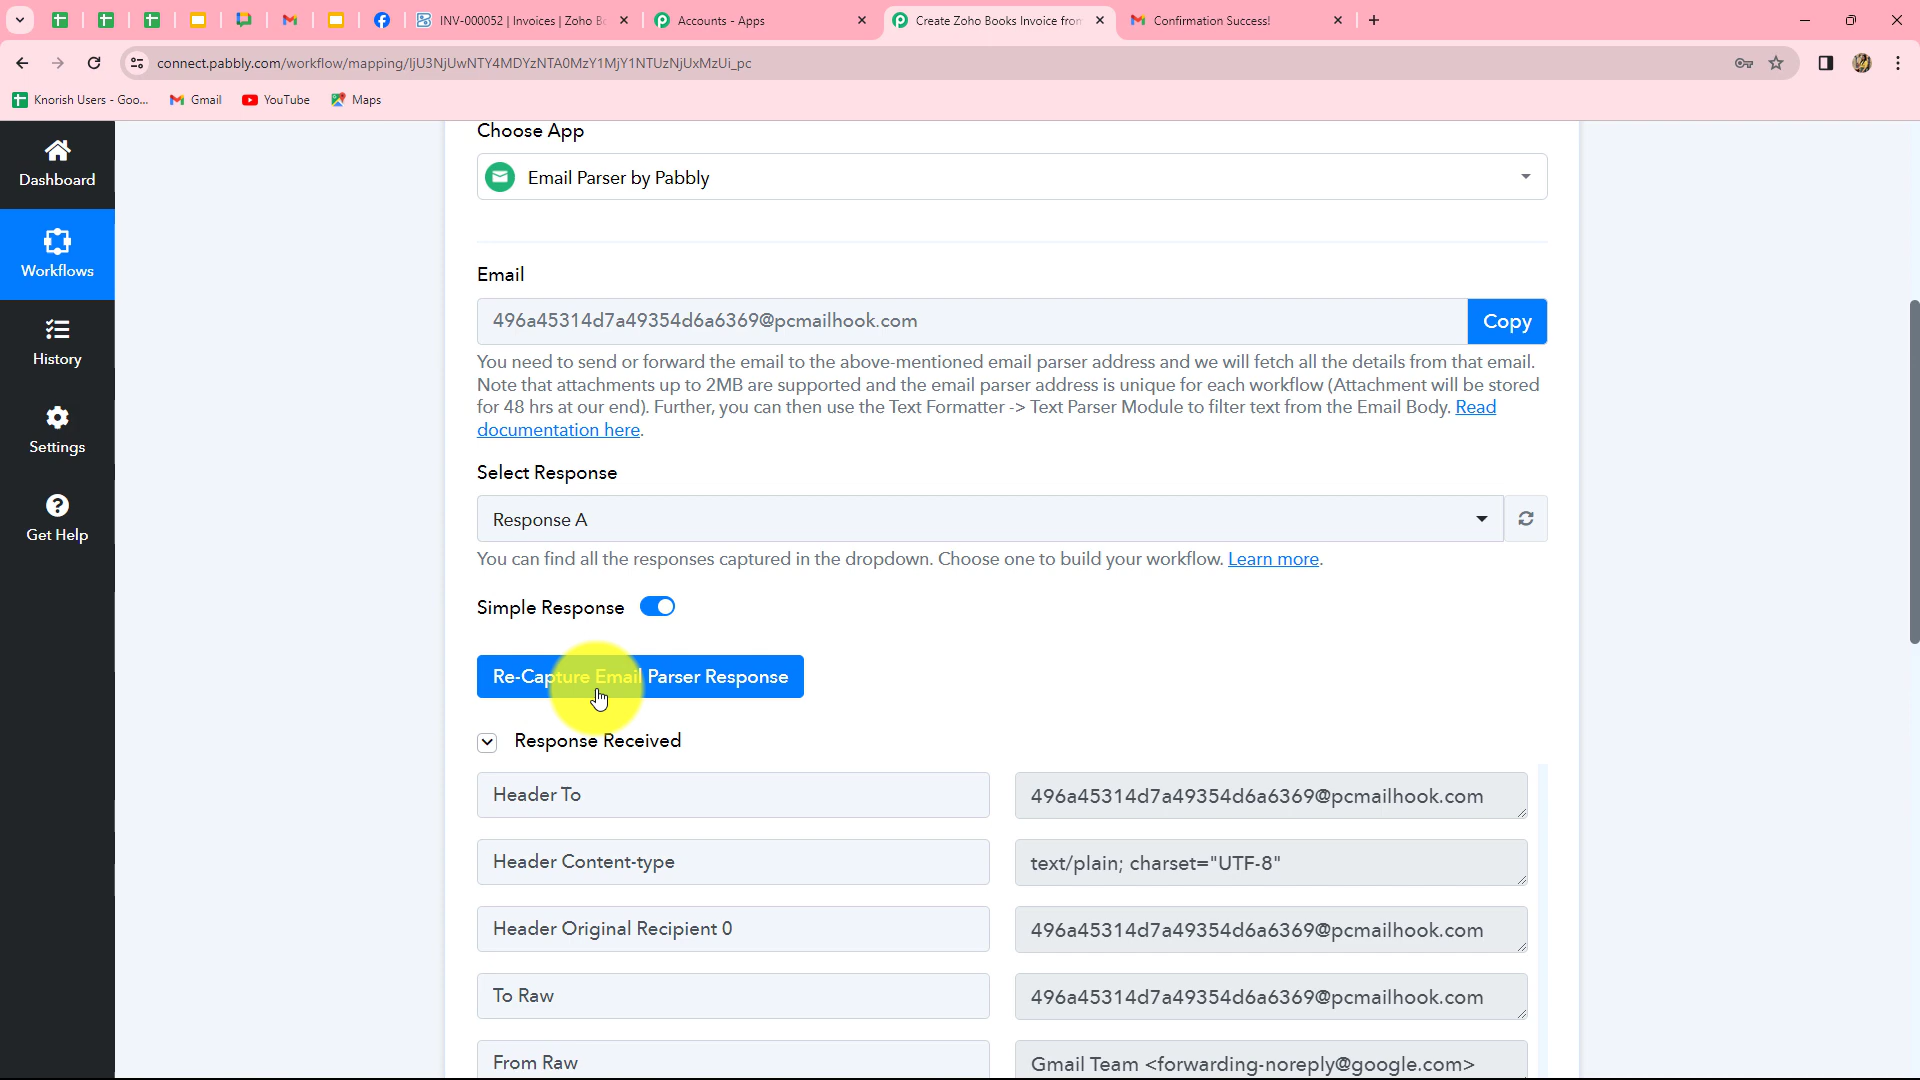 INV-000052 | Invoices | Zoho B
Accounts - Apps
Create Zoho Books Invoice from
Confirmation Success!
connect.pabbly.com/workflow/mapping/IjU3NjUwNTY4MDYzNTA0MzY1MjY1NTUzNjUxMzUi_pc
Knorish Users - Goo...
Gmail
YouTube
Maps
Dashboard
Workflows
History
Settings
Get Help
Choose App
Email Parser by Pabbly
Email
496a45314d7a49354d6a6369@pcmailhook.com
Copy
You need to send or forward the email to the above-mentioned email parser address and we will fetch all the details from that email.
Note that attachments up to 2MB are supported and the email parser address is unique for each workflow (Attachment will be stored
for 48 hrs at our end). Further, you can then use the Text Formatter -> Text Parser Module to filter text from the Email Body. Read
documentation here.
Select Response
Response A
You can find all the responses captured in the dropdown. Choose one to build your workflow. Learn more.
Simple Response
Re-Capture Email Parser Response
Response Received
Header To
496a45314d7a49354d6a6369@pcmailhook.com
Header Content-type
text/plain; charset="UTF-8"
Header Original Recipient 0
496a45314d7a49354d6a6369@pcmailhook.com
To Raw
496a45314d7a49354d6a6369@pcmailhook.com
From Raw
Gmail Team <forwarding-noreply@google.com>